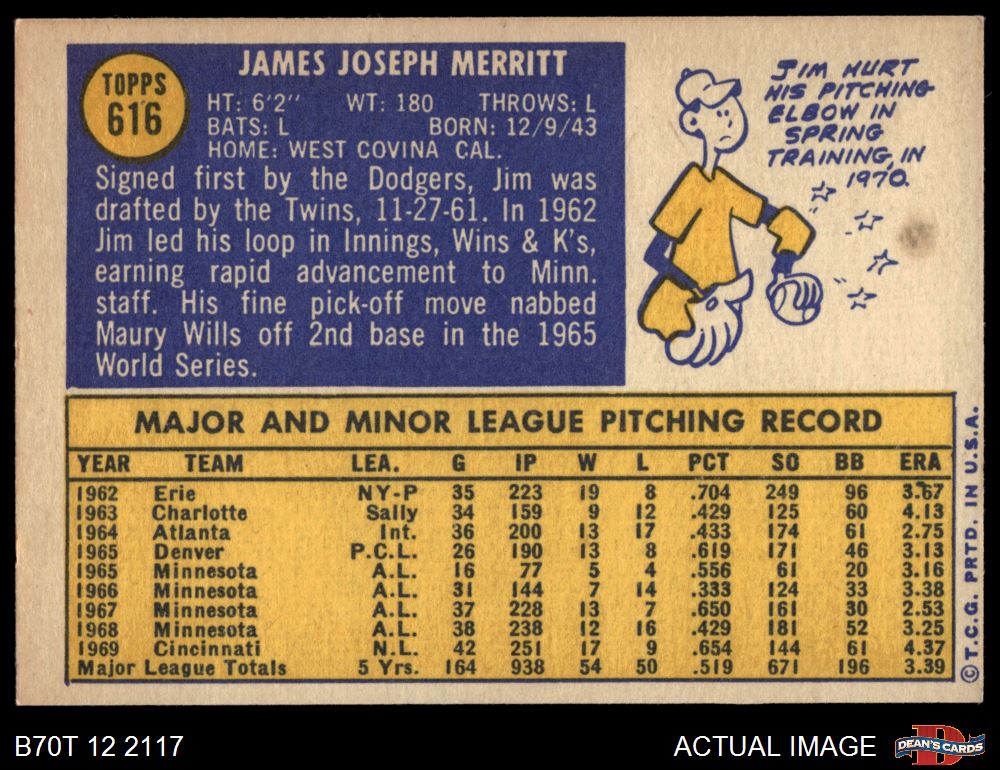 TOPPS
616
JAMES JOSEPH MERRITT
HT: 6'2" WT: 180 THROWS: L
BATS: L BORN: 12/9/43
HOME: WEST COVINA CAL.
Signed first by the Dodgers, Jim was
drafted by the Twins, 11-27-61. In 1962
Jim led his loop in Innings, Wins & K's,
earning rapid advancement to Minn.
staff. His fine pick-off move nabbed
Maury Wills off 2nd base in the 1965
World Series.
JIM HURT
HIS PITCHING
ELBOW IN
SPRING
TRAINING, IN
1970.
MAJOR AND MINOR LEAGUE PITCHING RECORD
YEAR TEAM LEA. G IP W L PCT SO BB ERA
1962 Erie NY-P 35 223 19 8 .704 249 96 3.67
1963 Charlotte Sally 34 159 9 12 .429 125 60 4.13
1964 Atlanta Int. 36 200 13 17 .433 174 61 2.75
1965 Denver P.C.L. 26 190 13 8 .619 171 46 3.13
1965 Minnesota A.L. 16 77 5 4 .556 61 20 3.16
1966 Minnesota A.L. 31 144 7 14 .333 124 33 3.38
1967 Minnesota A.L. 37 228 13 7 .650 161 30 2.53
1968 Minnesota A.L. 38 238 12 16 .429 181 52 3.25
1969 Cincinnati N.L. 42 251 17 9 .654 144 61 4.37
Major League Totals 5 Yrs. 164 938 54 50 .519 671 196 3.39
© T.C.G. PRTD. IN U.S.A.
B70T 12 2117
ACTUAL IMAGE
D
DEAN'S CARDS